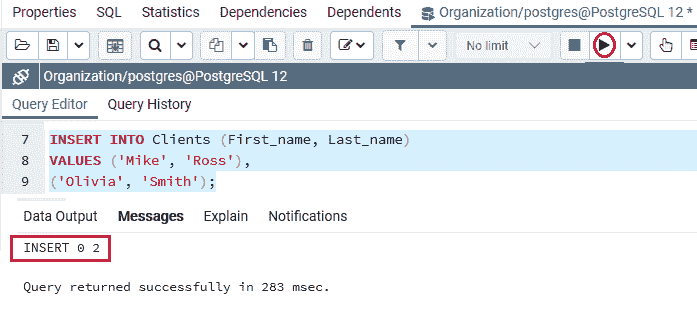 Properties SQL Statistics Dependencies Dependents Organization/postgres@PostgreSQL 12 *
No limit
Organization/postgres@PostgreSQL 12
Query Editor Query History
7 INSERT INTO Clients (First_name, Last_name)
8 VALUES ('Mike', 'Ross'),
9 ('Olivia', 'Smith');
Data Output Messages Explain Notifications
INSERT 0 2
Query returned successfully in 283 msec.